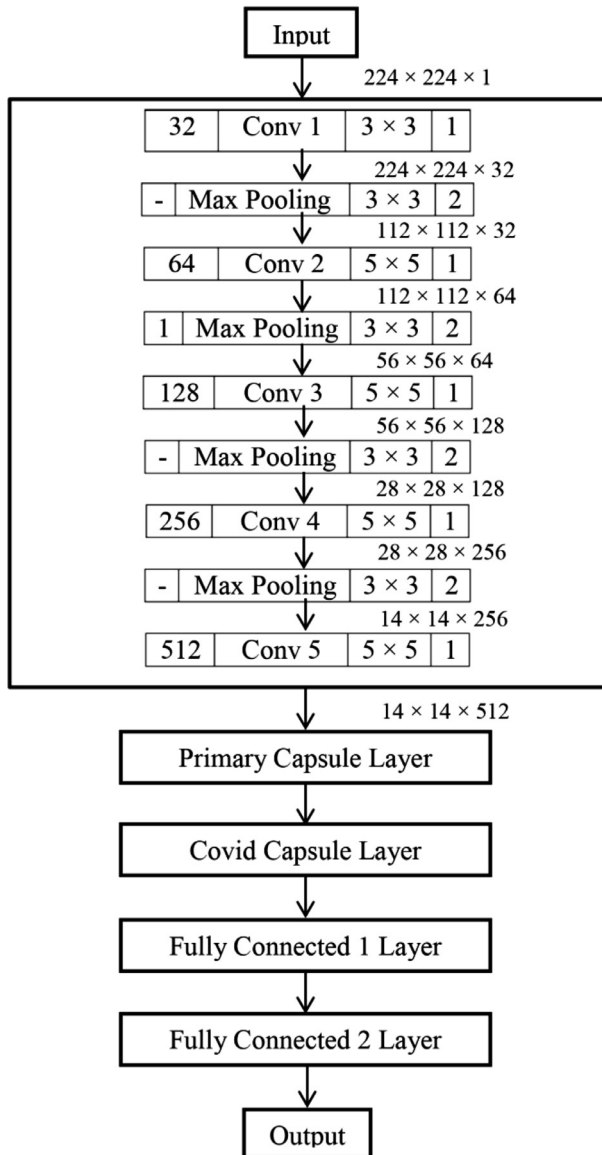 Input
224 × 224 × 1
32 Conv 1 3 × 3 1
224 × 224 × 32
- Max Pooling 3 × 3 2
112 × 112 × 32
64 Conv 2 5 × 5 1
112 × 112 × 64
1 Max Pooling 3 × 3 2
56 × 56 × 64
128 Conv 3 5 × 5 1
56 × 56 × 128
- Max Pooling 3 × 3 2
28 × 28 × 128
256 Conv 4 5 × 5 1
28 × 28 × 256
- Max Pooling 3 × 3 2
14 × 14 × 256
512 Conv 5 5 × 5 1
14 × 14 × 512
Primary Capsule Layer
Covid Capsule Layer
Fully Connected 1 Layer
Fully Connected 2 Layer
Output